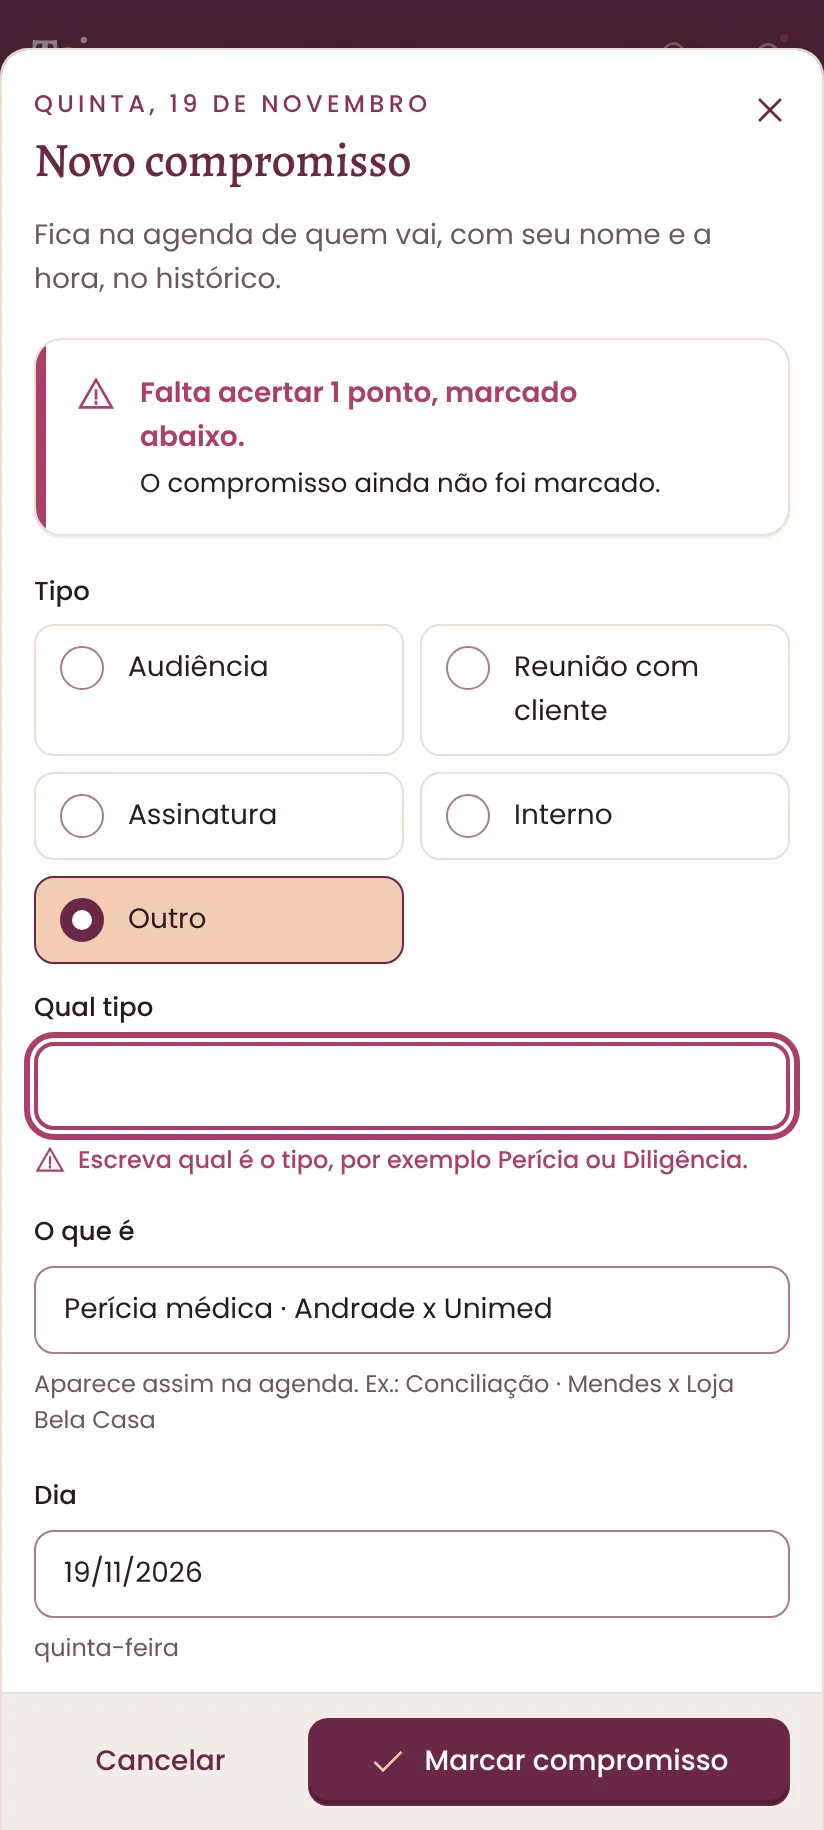 QUINTA, 19 DE NOVEMBRO
Novo compromisso
Fica na agenda de quem vai, com seu nome e a
hora, no histórico.
Falta acertar 1 ponto, marcado
abaixo.
O compromisso ainda não foi marcado.
Tipo
Audiência
Reunião com
cliente
Assinatura
Interno
Outro
Qual tipo
Escreva qual é o tipo, por exemplo Perícia ou Diligência.
O que é
Perícia médica · Andrade x Unimed
Aparece assim na agenda. Ex.: Conciliação · Mendes x Loja
Bela Casa
Dia
19/11/2026
quinta-feira
Cancelar
Marcar compromisso